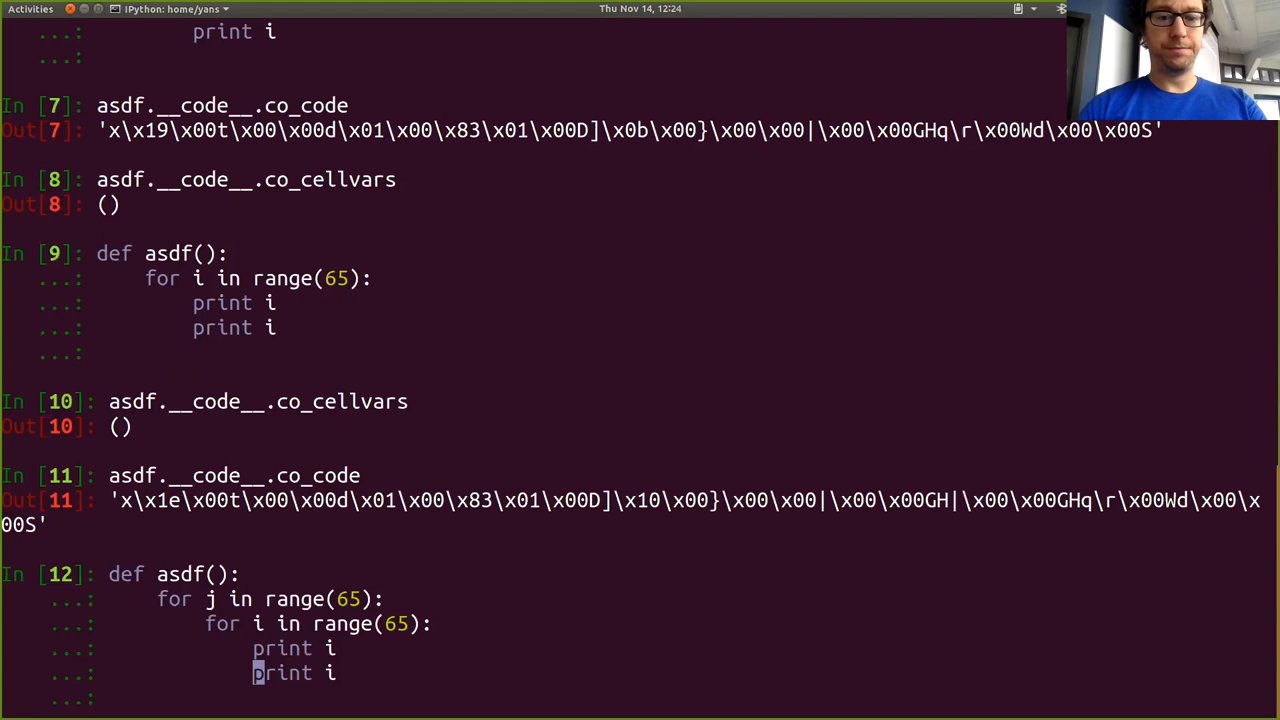 Activities IPython: home/yans Thu Nov 14, 12:24
...: print i
...:
In [7]: asdf.__code__.co_code
Out[7]: 'x\x19\x00t\x00\x00d\x01\x00\x83\x01\x00D]\x0b\x00}\x00\x00|\x00\x00GHq\r\x00Wd\x00\x00S'
In [8]: asdf.__code__.co_cellvars
Out[8]: ()
In [9]: def asdf():
...: for i in range(65):
...: print i
...: print i
...:
In [10]: asdf.__code__.co_cellvars
Out[10]: ()
In [11]: asdf.__code__.co_code
Out[11]: 'x\x1e\x00t\x00\x00d\x01\x00\x83\x01\x00D]\x10\x00}\x00\x00|\x00\x00GH|\x00\x00GHq\r\x00Wd\x00\x
00S'
In [12]: def asdf():
...: for j in range(65):
...: for i in range(65):
...: print i
...: print i
...: